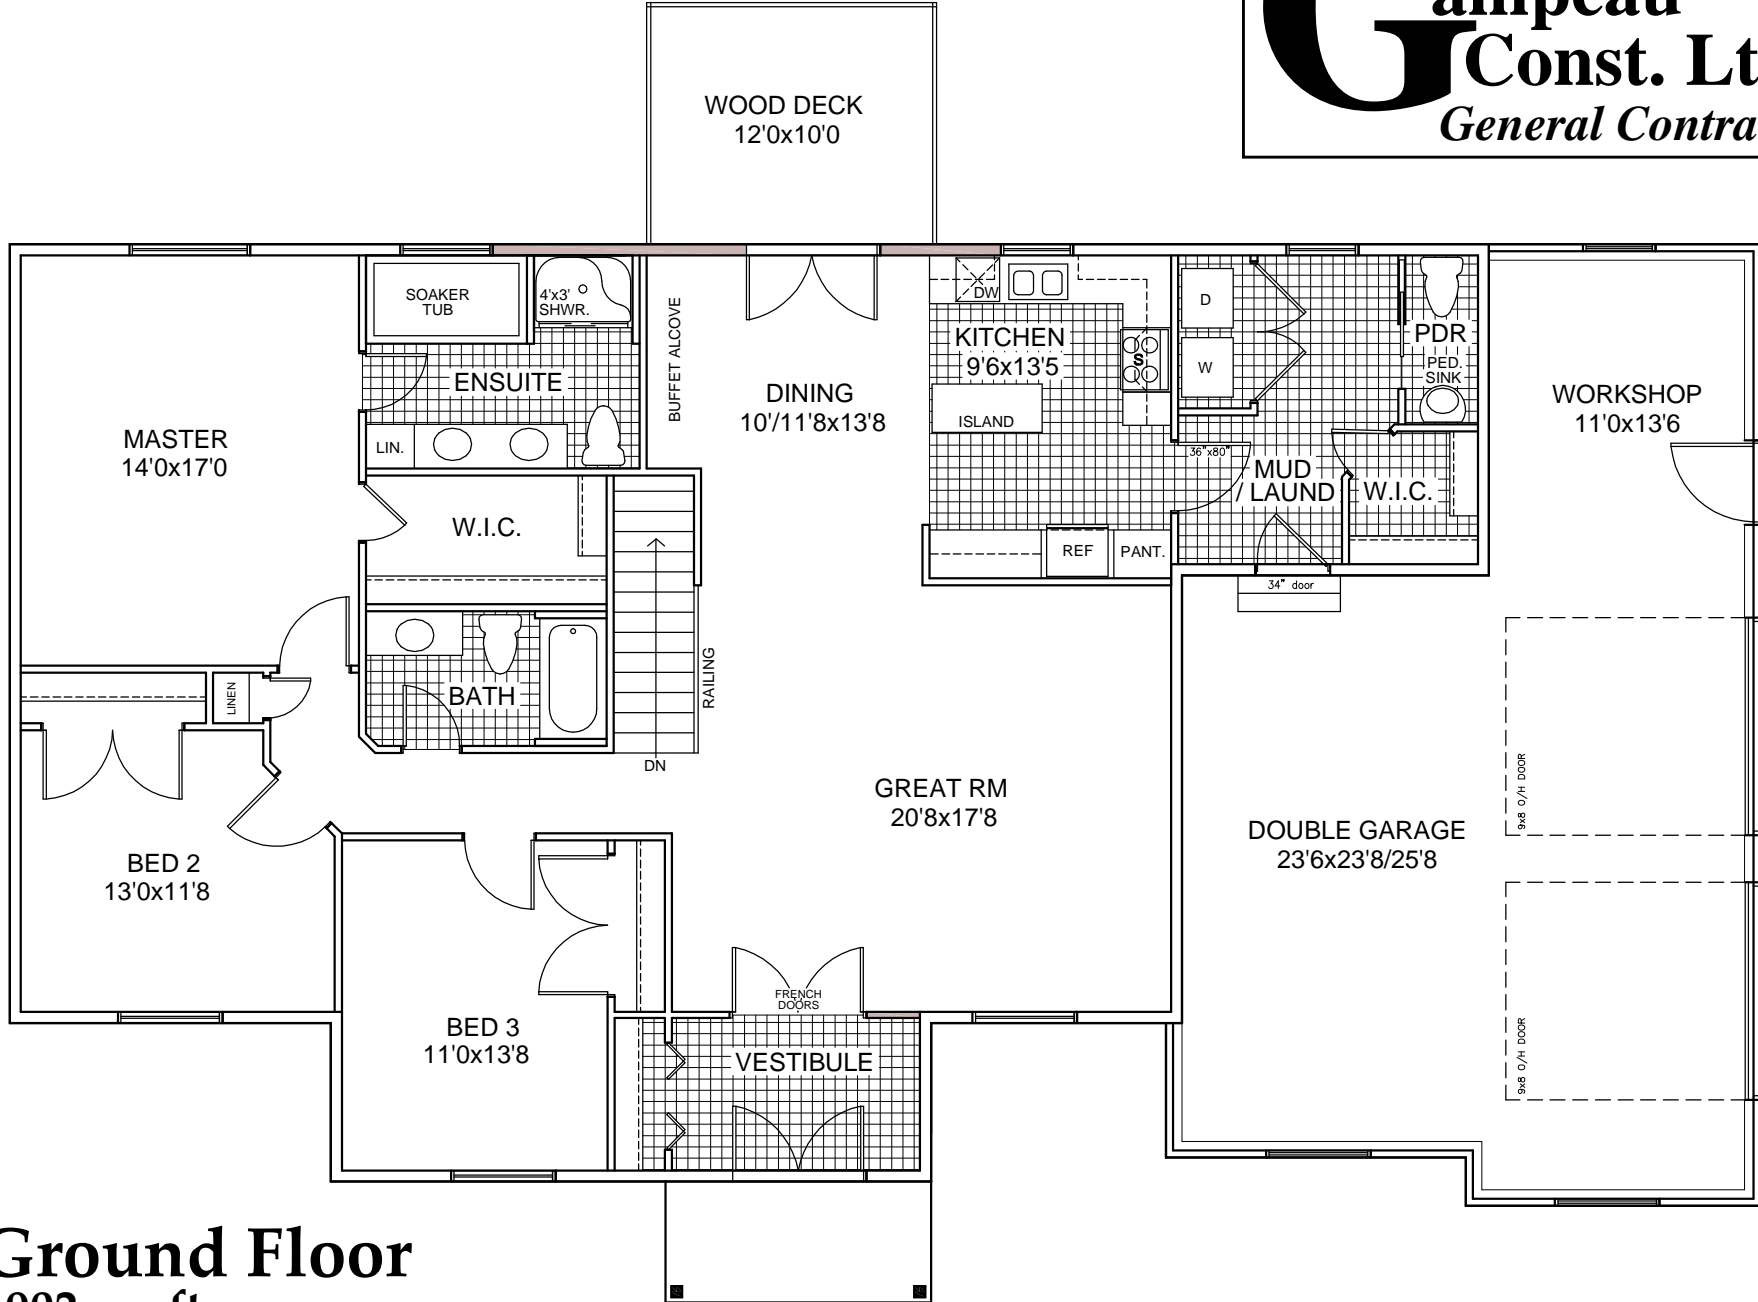 Const.
General
WOOD DECK
12'0x10'0
SOAKER
TUB
4'x3'
SHWR.
ENSUITE
LIN.
BUFFET ALCOVE
DINING
10'/11'8x13'8
DW
KITCHEN
9'6x13'5
S
ISLAND
REF
PANT.
D
W
36"x80"
MUD
/ LAUND
PDR
PED.
SINK
W.I.C.
34" door
WORKSHOP
11'0x13'6
MASTER
14'0x17'0
W.I.C.
BATH
LINEN
RAILING
DN
GREAT RM
20'8x17'8
DOUBLE GARAGE
23'6x23'8/25'8
9x8 O/H DOOR
9x8 O/H DOOR
BED 2
13'0x11'8
BED 3
11'0x13'8
FRENCH
DOORS
VESTIBULE
Ground Floor